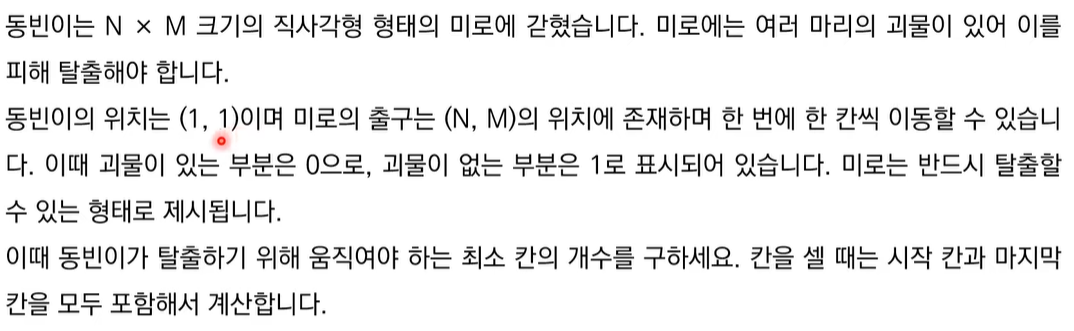 동빈이는 N × M 크기의 직사각형 형태의 미로에 갇혔습니다. 미로에는 여러 마리의 괴물이 있어 이를
피해 탈출해야 합니다.
동빈이의 위치는 (1, 1)이며 미로의 출구는 (N, M)의 위치에 존재하며 한 번에 한 칸씩 이동할 수 있습니
다. 이때 괴물이 있는 부분은 0으로, 괴물이 없는 부분은 1로 표시되어 있습니다. 미로는 반드시 탈출할
수 있는 형태로 제시됩니다.
이때 동빈이가 탈출하기 위해 움직여야 하는 최소 칸의 개수를 구하세요. 칸을 셀 때는 시작 칸과 마지막
칸을 모두 포함해서 계산합니다.